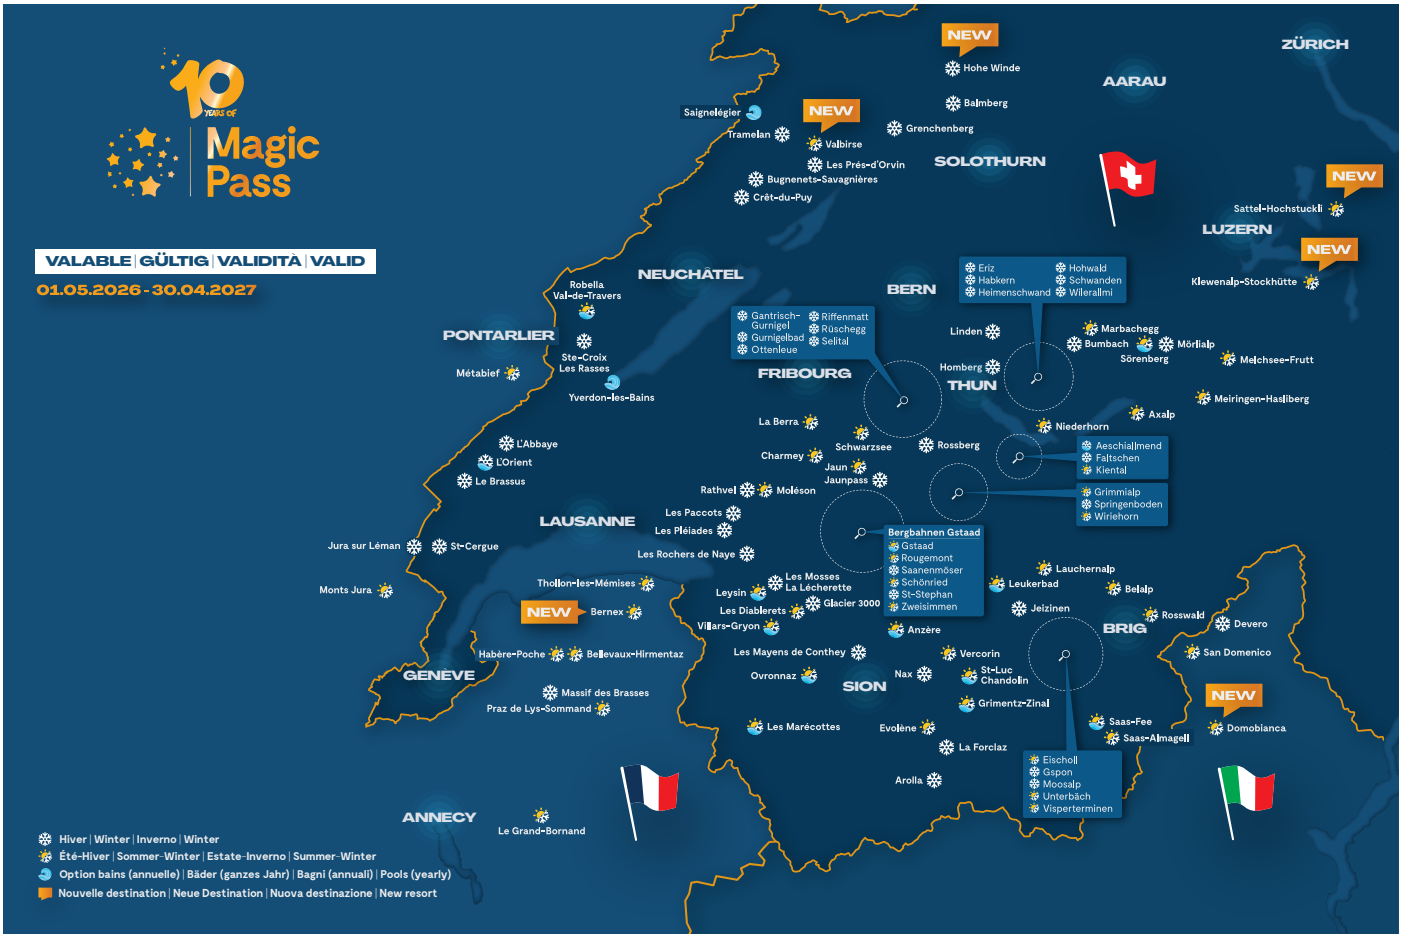 10
YEARS OF
Magic
Pass
VALABLE | GÜLTIG | VALIDITÀ | VALID
01.05.2026 - 30.04.2027
NEW
Hohe Winde
ZÜRICH
AARAU
Balmberg
Saignelégier
NEW
Tramelan
Grenchenberg
Valbirse
Les Prés-d'Orvin
SOLOTHURN
Bugnenets-Savagnières
Crêt-du-Puy
NEW
Sattel-Hochstuckli
LUZERN
NEW
Klewenalp-Stockhütte
NEUCHÂTEL
BERN
Eriz
Habkern
Heimenschwand
Hohwald
Schwanden
Wilerallmi
Robella
Val-de-Travers
PONTARLIER
Ste-Croix
Les Rasses
Métabief
Yverdon-les-Bains
Gantrisch-
Gurnigel
Gurnigelbad
Ottenleue
Riffenmatt
Rüschegg
Selital
FRIBOURG
Linden
Homberg
THUN
Marbachegg
Bumbach
Sörenberg
Mörlialp
Melchsee-Frutt
Meiringen-Hasliberg
Axalp
Niederhorn
La Berra
Schwarzsee
Rossberg
Charmey
Jaun
Jaunpass
Aeschiallmend
Faltschen
Kiental
L'Abbaye
L'Orient
Le Brassus
Rathvel
Moléson
Les Paccots
Les Pléiades
Les Rochers de Naye
Grimmialp
Springenboden
Wiriehorn
LAUSANNE
Jura sur Léman
St-Cergue
Bergbahnen Gstaad
Gstaad
Rougemont
Saanenmöser
Schönried
St-Stephan
Zweisimmen
Monts Jura
Thollon-les-Mémises
NEW
Bernex
Leysin
Les Mosses
La Lécherette
Les Diablerets
Glacier 3000
Villars-Gryon
Lauchernalp
Leukerbad
Belalp
Jeizinen
Rosswald
BRIG
Devero
San Domenico
Anzère
Les Mayens de Conthey
Vercorin
Ovronnaz
SION
Nax
St-Luc
Chandolin
Grimentz-Zinal
Habère-Poche
Bellevaux-Hirmentaz
GENÈVE
Massif des Brasses
Praz de Lys-Sommand
Les Marécottes
Evolène
La Forclaz
Arolla
Saas-Fee
Saas-Almagell
NEW
Domobianca
Eischoll
Gspon
Moosalp
Unterbäch
Visperterminen
ANNECY
Le Grand-Bornand
Hiver | Winter | Inverno | Winter
Été-Hiver | Sommer-Winter | Estate-Inverno | Summer-Winter
Option bains (annuelle) | Bäder (ganzes Jahr) | Bagni (annuali) | Pools (yearly)
Nouvelle destination | Neue Destination | Nuova destinazione | New resort